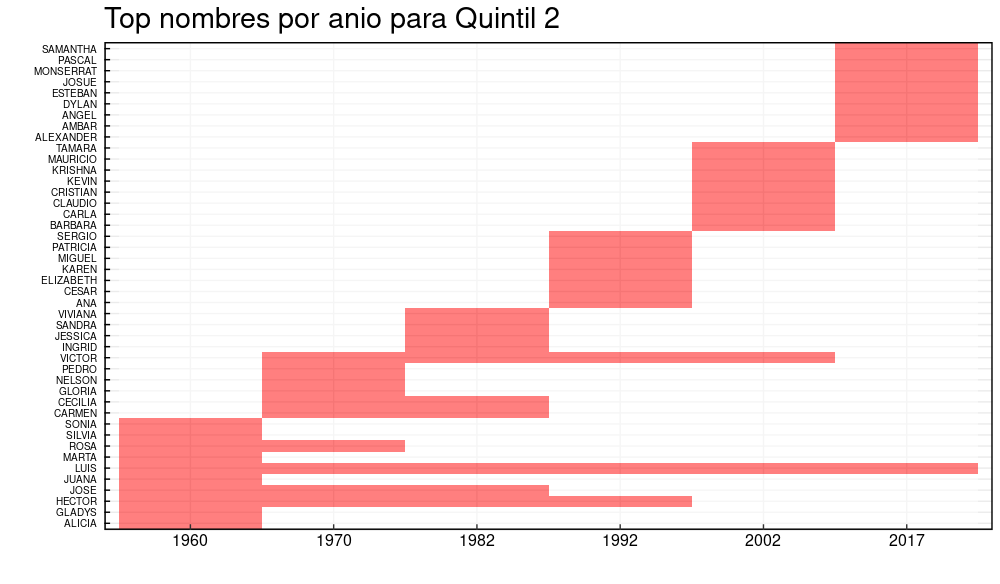 Top nombres por anio para Quintil 2
SAMANTHA
PASCAL
MONSERRAT
JOSUE
ESTEBAN
DYLAN
ANGEL
AMBAR
ALEXANDER
TAMARA
MAURICIO
KRISHNA
KEVIN
CRISTIAN
CLAUDIO
CARLA
BARBARA
SERGIO
PATRICIA
MIGUEL
KAREN
ELIZABETH
CESAR
ANA
VIVIANA
SANDRA
JESSICA
INGRID
VICTOR
PEDRO
NELSON
GLORIA
CECILIA
CARMEN
SONIA
SILVIA
ROSA
MARTA
LUIS
JUANA
JOSE
HECTOR
GLADYS
ALICIA
1960 1970 1982 1992 2002 2017